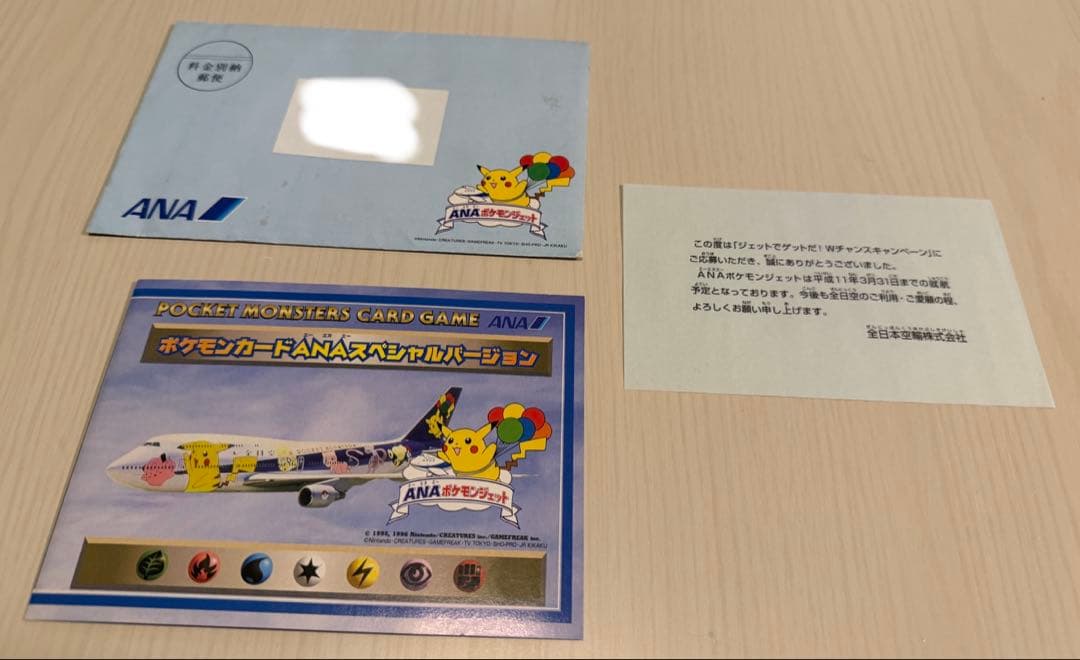 料金別納
郵便
ANA
ANAポケモンジェット
©Nintendo・CREATURES・GAMEFREAK・TV TOKYO・SHO-PRO・JR KIKAKU
この度は「ジェットでゲットだ!Wチャンスキャンペーン」に
ご応募いただき、誠にありがとうございました。
ANAポケモンジェットは平成11年3月31日までの就航
予定となっております。今後も全日空のご利用・ご愛顧の程、
よろしくお願い申し上げます。
全日本空輸株式会社
POCKET MONSTERS CARD GAME ANA
ポケモンカードANAスペシャルバージョン
全日空
ANAポケモンジェット
© 1995, 1996 Nintendo/CREATURES inc./GAMEFREAK inc.
©Nintendo・CREATURES・GAMEFREAK・TV TOKYO・SHO-PRO・JR KIKAKU